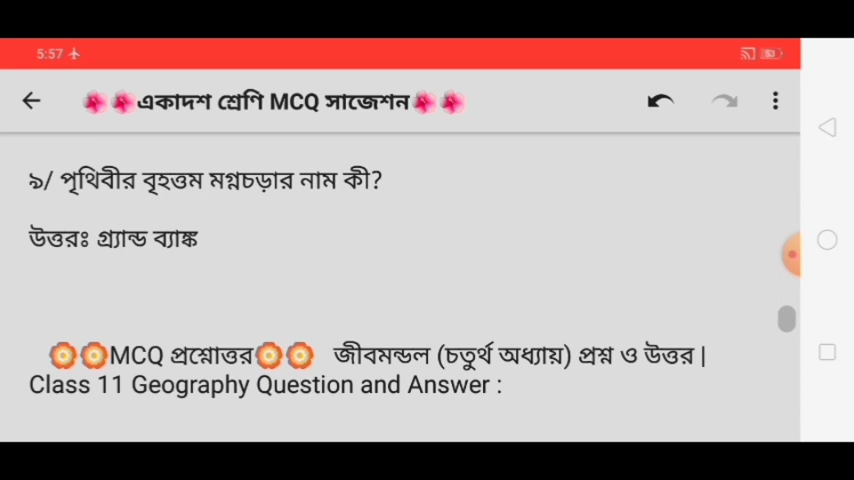 5:57
একাদশ শ্রেণি MCQ সাজেশন
৯/ পৃথিবীর বৃহত্তম মগ্নচড়ার নাম কী?
উত্তরঃ গ্র্যান্ড ব্যাঙ্ক
MCQ প্রশ্নোত্তর জীবমন্ডল (চতুর্থ অধ্যায়) প্রশ্ন ও উত্তর |
Class 11 Geography Question and Answer :